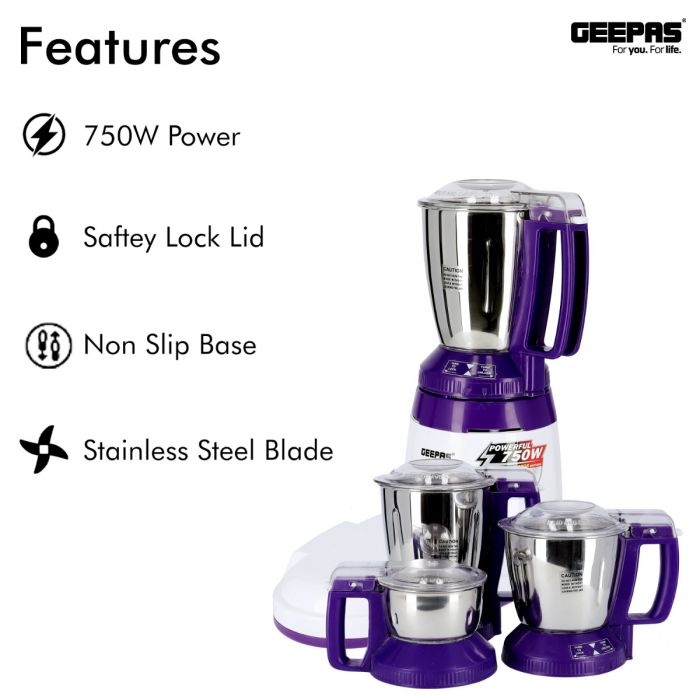 Features
GEEPAS
For you. For life.
750W Power
Saftey Lock Lid
Non Slip Base
Stainless Steel Blade
CAUTION
GEEPAS
POWERFUL
750W
CAUTION
CAUTION